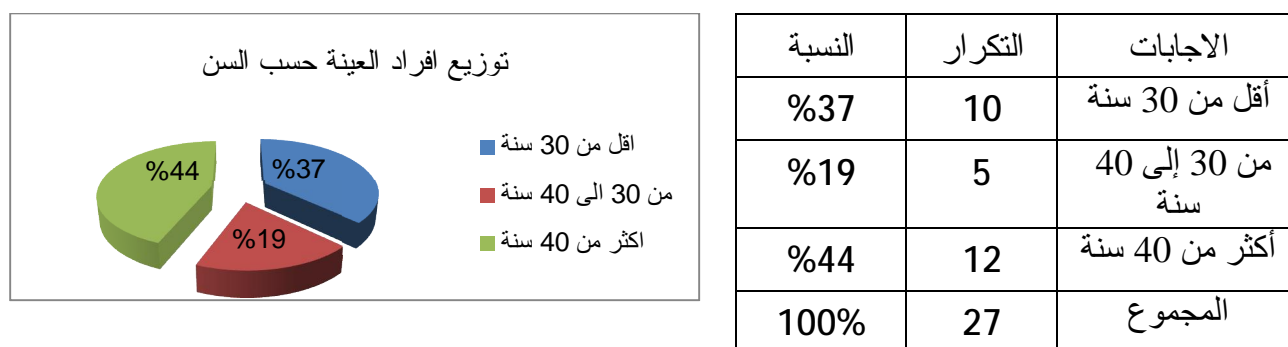 توزيع افراد العينة حسب السن
اقل من 30 سنة
من 30 الى 40 سنة
اكثر من 40 سنة
%37
%19
%44
الاجابات التكرار النسبة
أقل من 30 سنة 10 %37
من 30 إلى 40
سنة 5 %19
أكثر من 40 سنة 12 %44
المجموع 27 100%